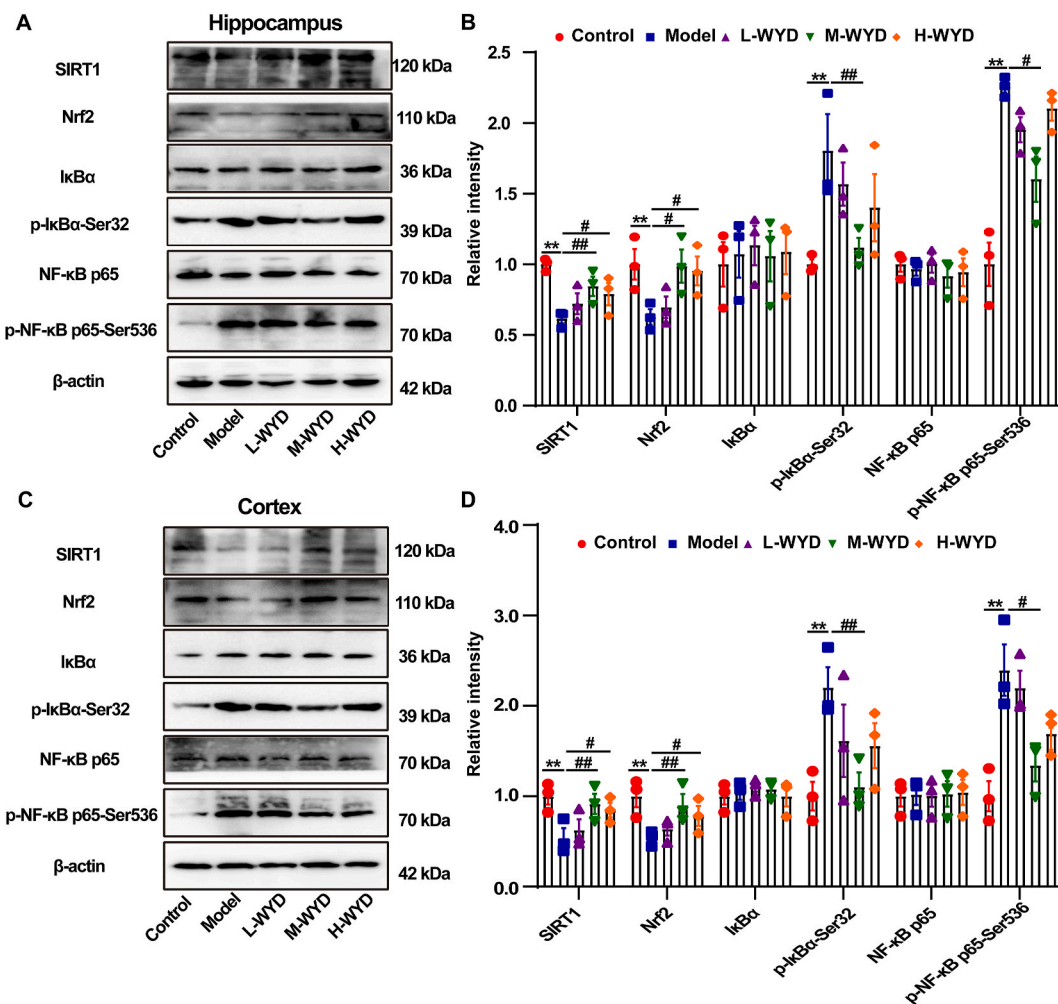 A
Hippocampus
SIRT1
120 kDa
Nrf2
110 kDa
IκBα
36 kDa
p-IκBα-Ser32
39 kDa
NF-κB p65
70 kDa
p-NF-κB p65-Ser536
70 kDa
β-actin
42 kDa
Control Model L-WYD M-WYD H-WYD
B
Control Model L-WYD M-WYD H-WYD
Relative intensity
2.5
2.0
1.5
1.0
0.5
0.0
** ## ** #
# #
** ## ** #
SIRT1 Nrf2 IκBα p-IκBα-Ser32 NF-κB p65 p-NF-κB p65-Ser536
C
Cortex
SIRT1
120 kDa
Nrf2
110 kDa
IκBα
36 kDa
p-IκBα-Ser32
39 kDa
NF-κB p65
70 kDa
p-NF-κB p65-Ser536
70 kDa
β-actin
42 kDa
Control Model L-WYD M-WYD H-WYD
D
Control Model L-WYD M-WYD H-WYD
Relative intensity
4.0
3.0
2.0
1.0
0.0
** ## ** #
# #
** ## ** ##
SIRT1 Nrf2 IκBα p-IκBα-Ser32 NF-κB p65 p-NF-κB p65-Ser536